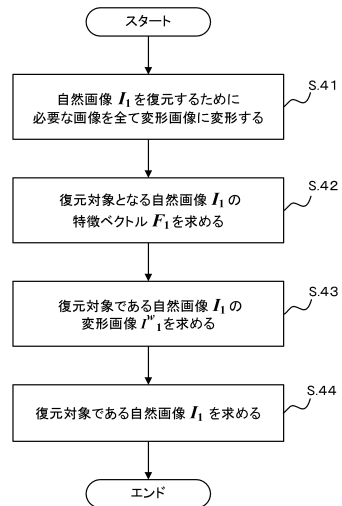 スタート
自然画像 I₁ を復元するために
必要な画像を全て変形画像に変形する
S.41
復元対象となる自然画像 I₁ の
特徴ベクトル F₁ を求める
S.42
復元対象である自然画像 I₁ の
変形画像 Iʷ₁を求める
S.43
復元対象である自然画像 I₁ を求める
S.44
エンド